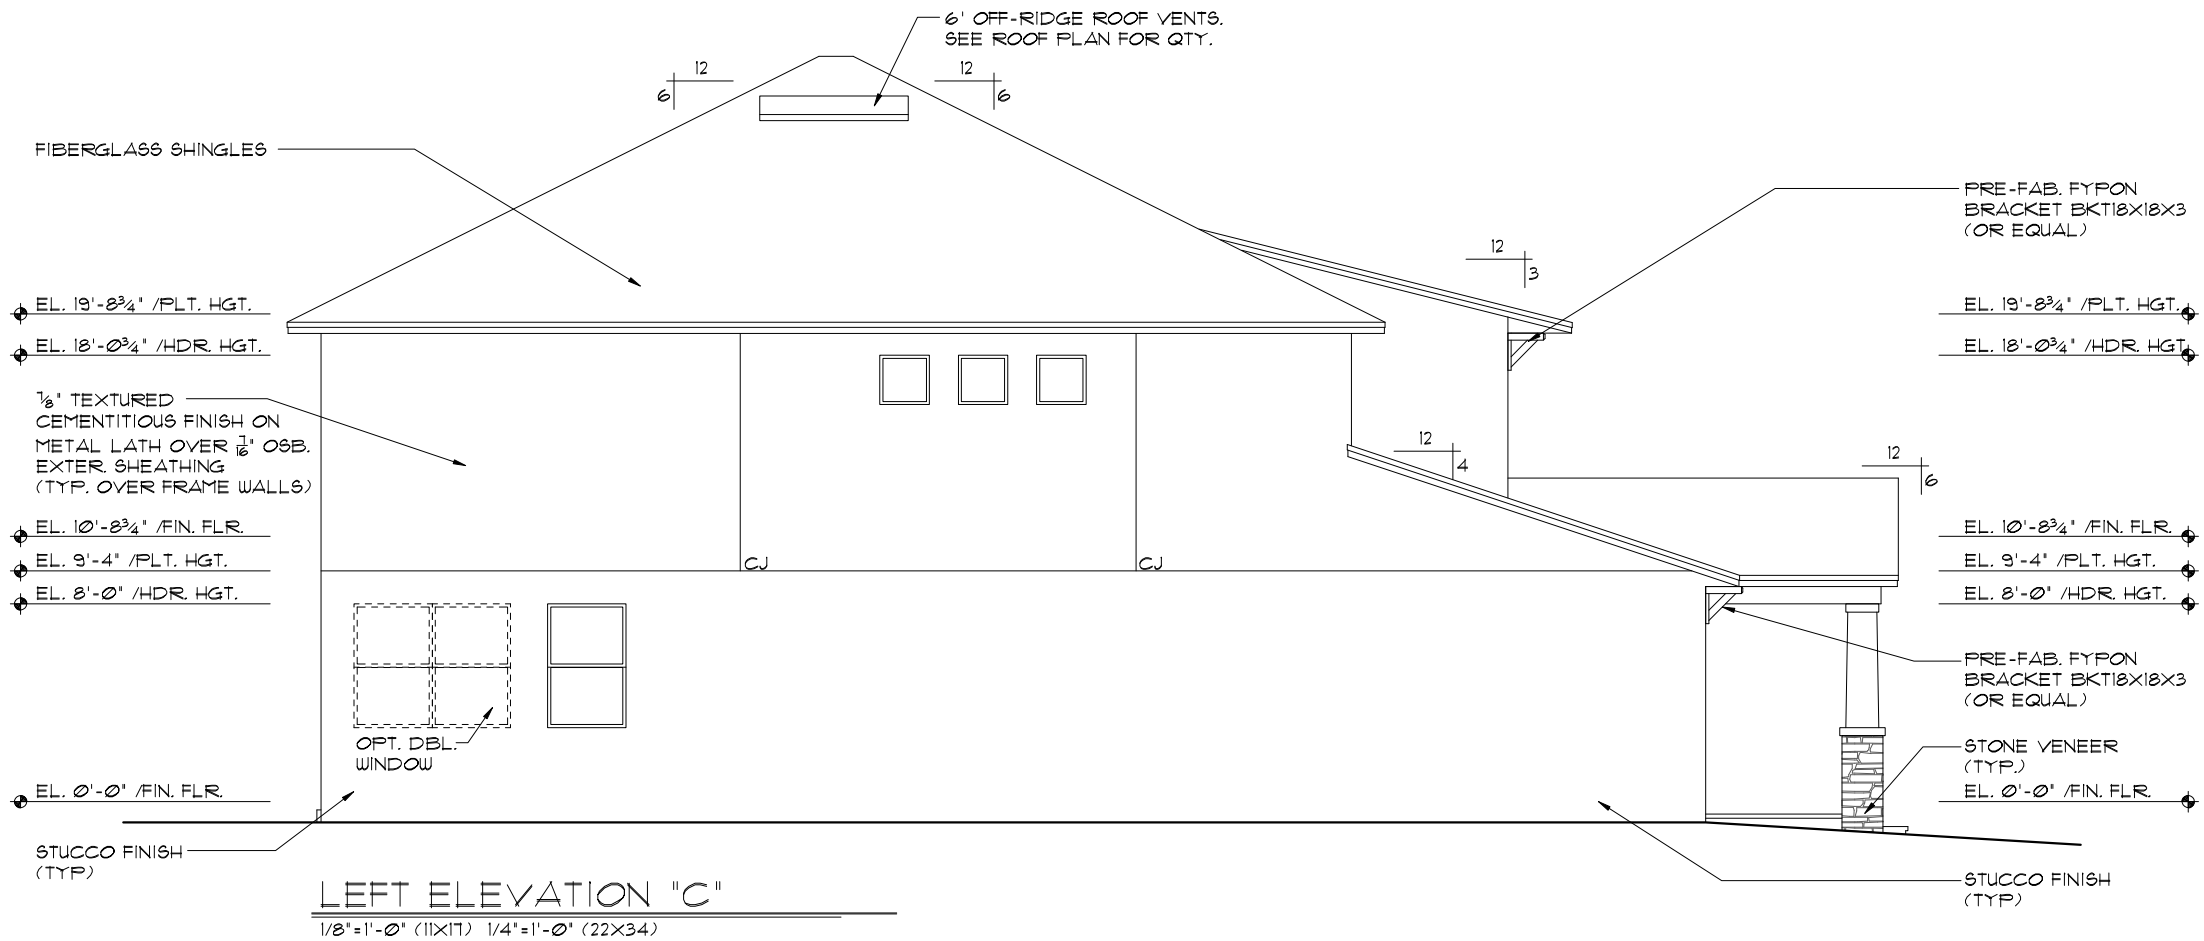 6' OFF-RIDGE ROOF VENTS.
SEE ROOF PLAN FOR QTY.
12
6
12
6
FIBERGLASS SHINGLES
PRE-FAB. FYPON
BRACKET BKT18X18X3
(OR EQUAL)
12
3
EL. 19'-8¾" /PLT. HGT.
EL. 19'-8¾" /PLT. HGT.
EL. 18'-0¾" /HDR. HGT.
EL. 18'-0¾" /HDR. HGT.
⅞" TEXTURED
CEMENTITIOUS FINISH ON
METAL LATH OVER 7/16" OSB.
EXTER. SHEATHING
(TYP. OVER FRAME WALLS)
12
4
12
6
EL. 10'-8¾" /FIN. FLR.
EL. 10'-8¾" /FIN. FLR.
EL. 9'-4" /PLT. HGT.
CJ
CJ
EL. 9'-4" /PLT. HGT.
EL. 8'-0" /HDR. HGT.
EL. 8'-0" /HDR. HGT.
PRE-FAB. FYPON
BRACKET BKT18X18X3
(OR EQUAL)
OPT. DBL.
WINDOW
STONE VENEER
(TYP.)
EL. 0'-0" /FIN. FLR.
EL. 0'-0" /FIN. FLR.
STUCCO FINISH
(TYP)
STUCCO FINISH
(TYP)
LEFT ELEVATION "C"
1/8"=1'-0" (11X17) 1/4"=1'-0" (22X34)